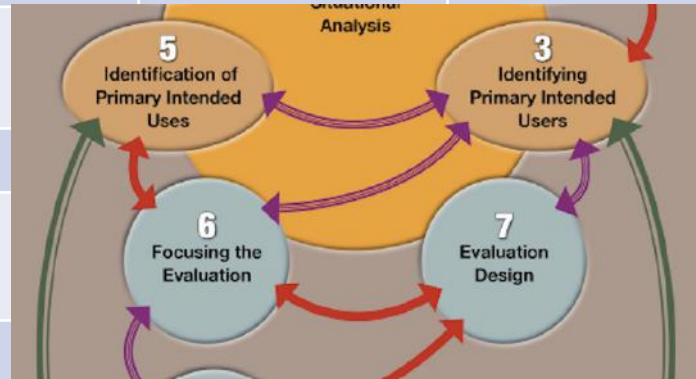 Situational
Analysis
5
Identification of
Primary Intended
Uses
3
Identifying
Primary Intended
Users
6
Focusing the
Evaluation
7
Evaluation
Design